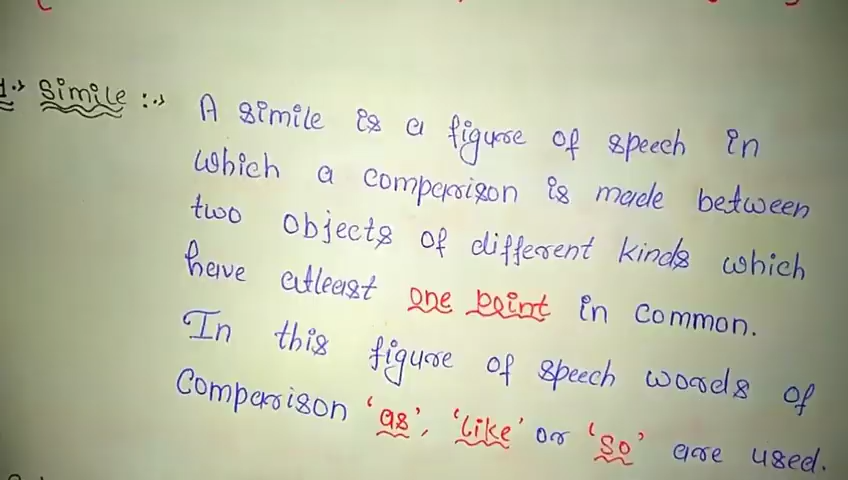 Simile :→ A simile is a figure of speech in
which a comparison is made between
two objects of different kinds which
have atleast one point in common.
In this figure of speech words of
Comparison 'as', 'like' or 'so' are used.